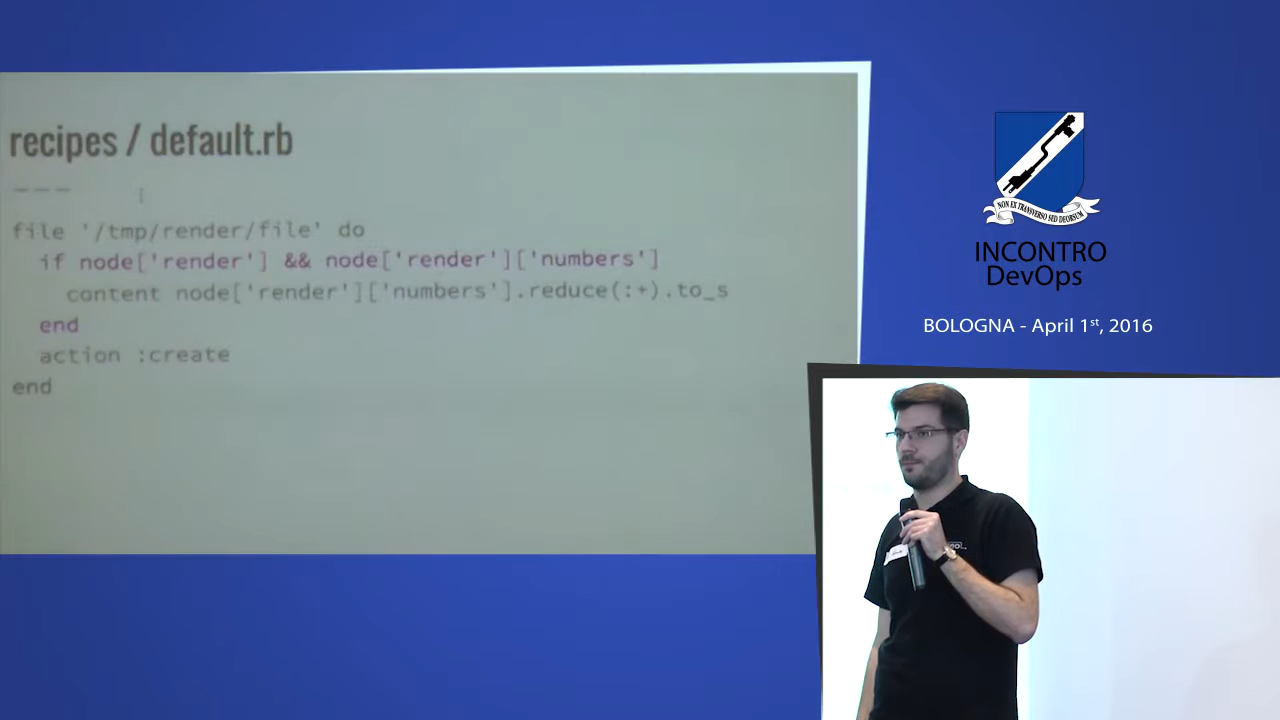 recipes / default.rb
---
file '/tmp/render/file' do
  if node['render'] && node['render']['numbers']
    content node['render']['numbers'].reduce(:+).to_s
  end
  action :create
end
NON EX TRANSVERSO SED DEORSUM
INCONTRO
DevOps
BOLOGNA - April 1st, 2016